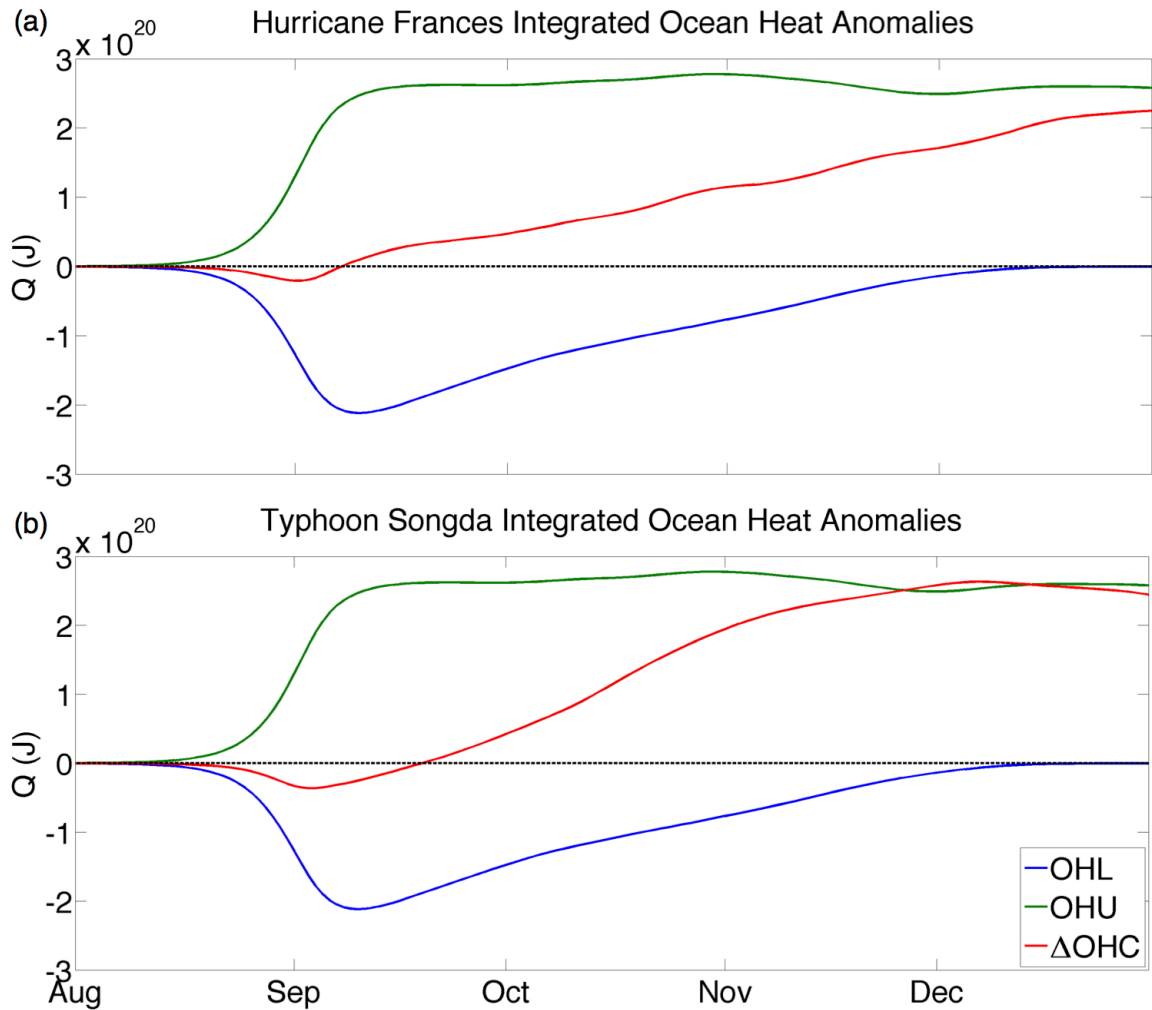 (a) Hurricane Frances Integrated Ocean Heat Anomalies
x 10^20
3
2
1
0
-1
-2
-3
Q (J)
(b) Typhoon Songda Integrated Ocean Heat Anomalies
x 10^20
3
2
1
0
-1
-2
-3
Q (J)
OHL
OHU
ΔOHC
Aug Sep Oct Nov Dec